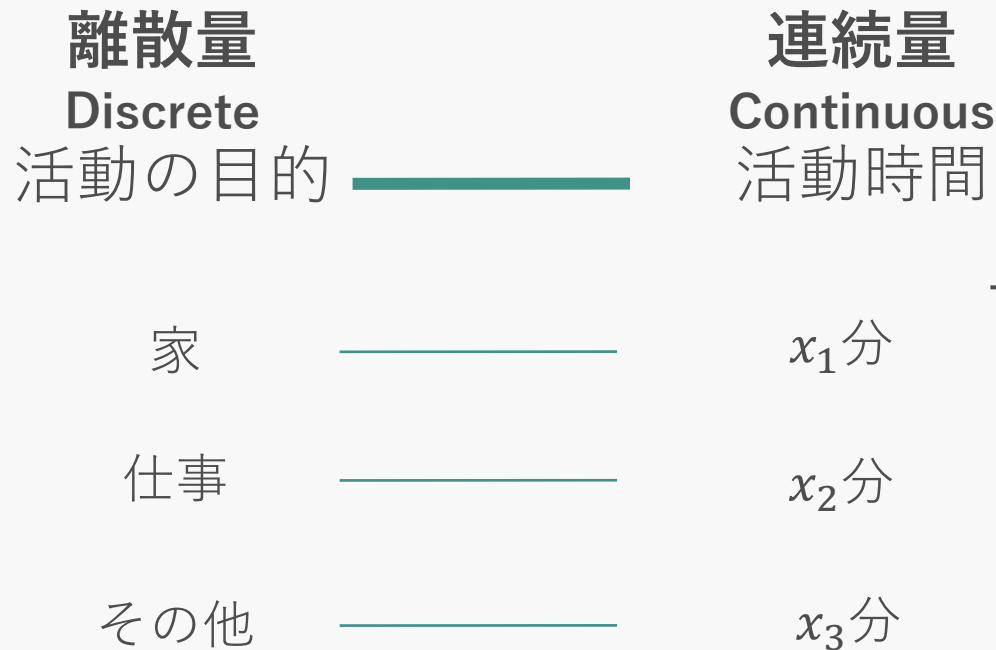 離散量 連続量
Discrete Continuous
活動の目的 活動時間
家 x₁分
仕事 x₂分
その他 x₃分